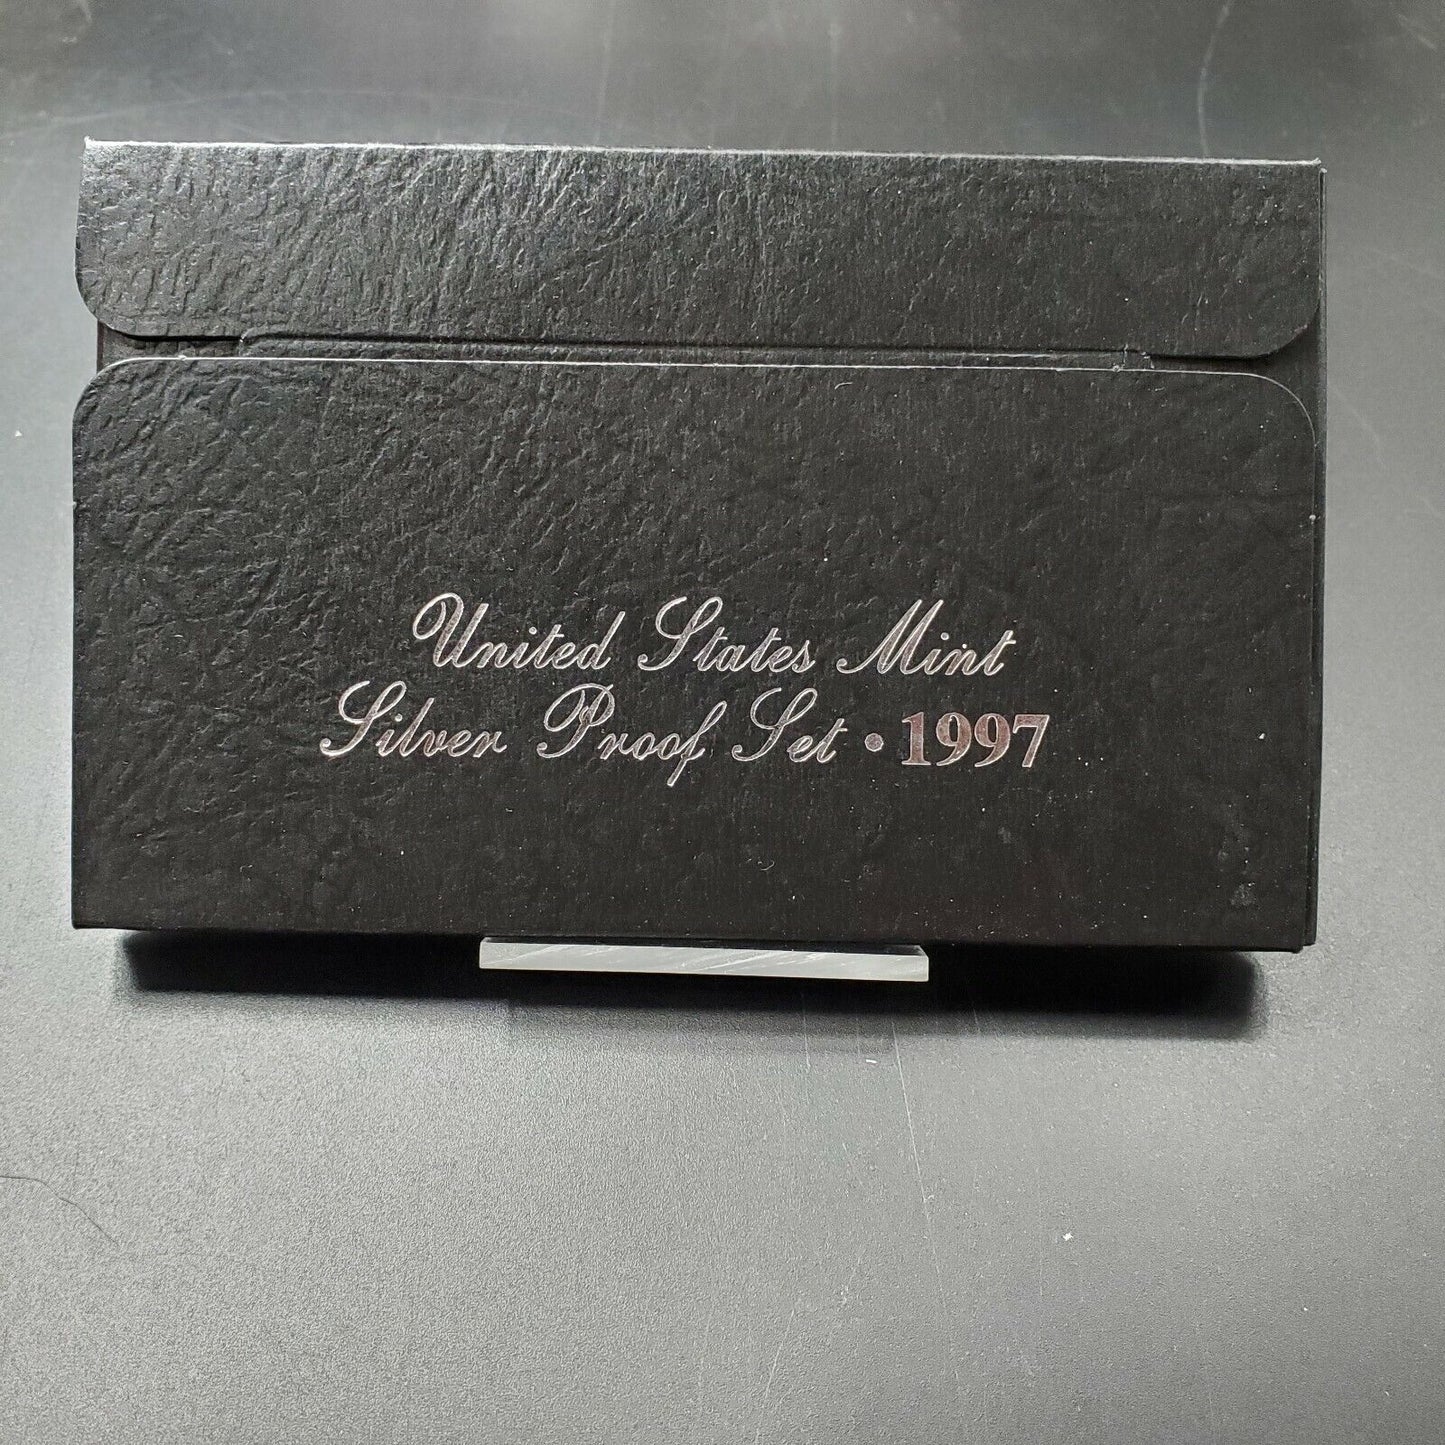 United States Mint
Silver Proof Set • 1997